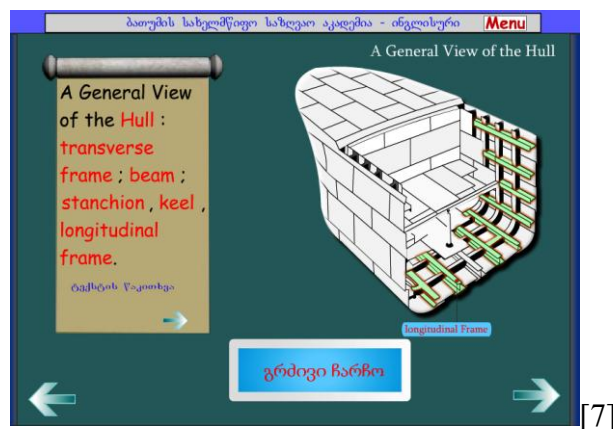 ბათუმის სახელმწიფო საზღვაო აკადემია - ინგლისური Menu
A General View of the Hull
A General View
of the Hull :
transverse
frame ; beam ;
stanchion , keel ,
longitudinal
frame.
ტექსტის წაკითხვა
longitudinal Frame
გრძივი ჩარჩო
[7]